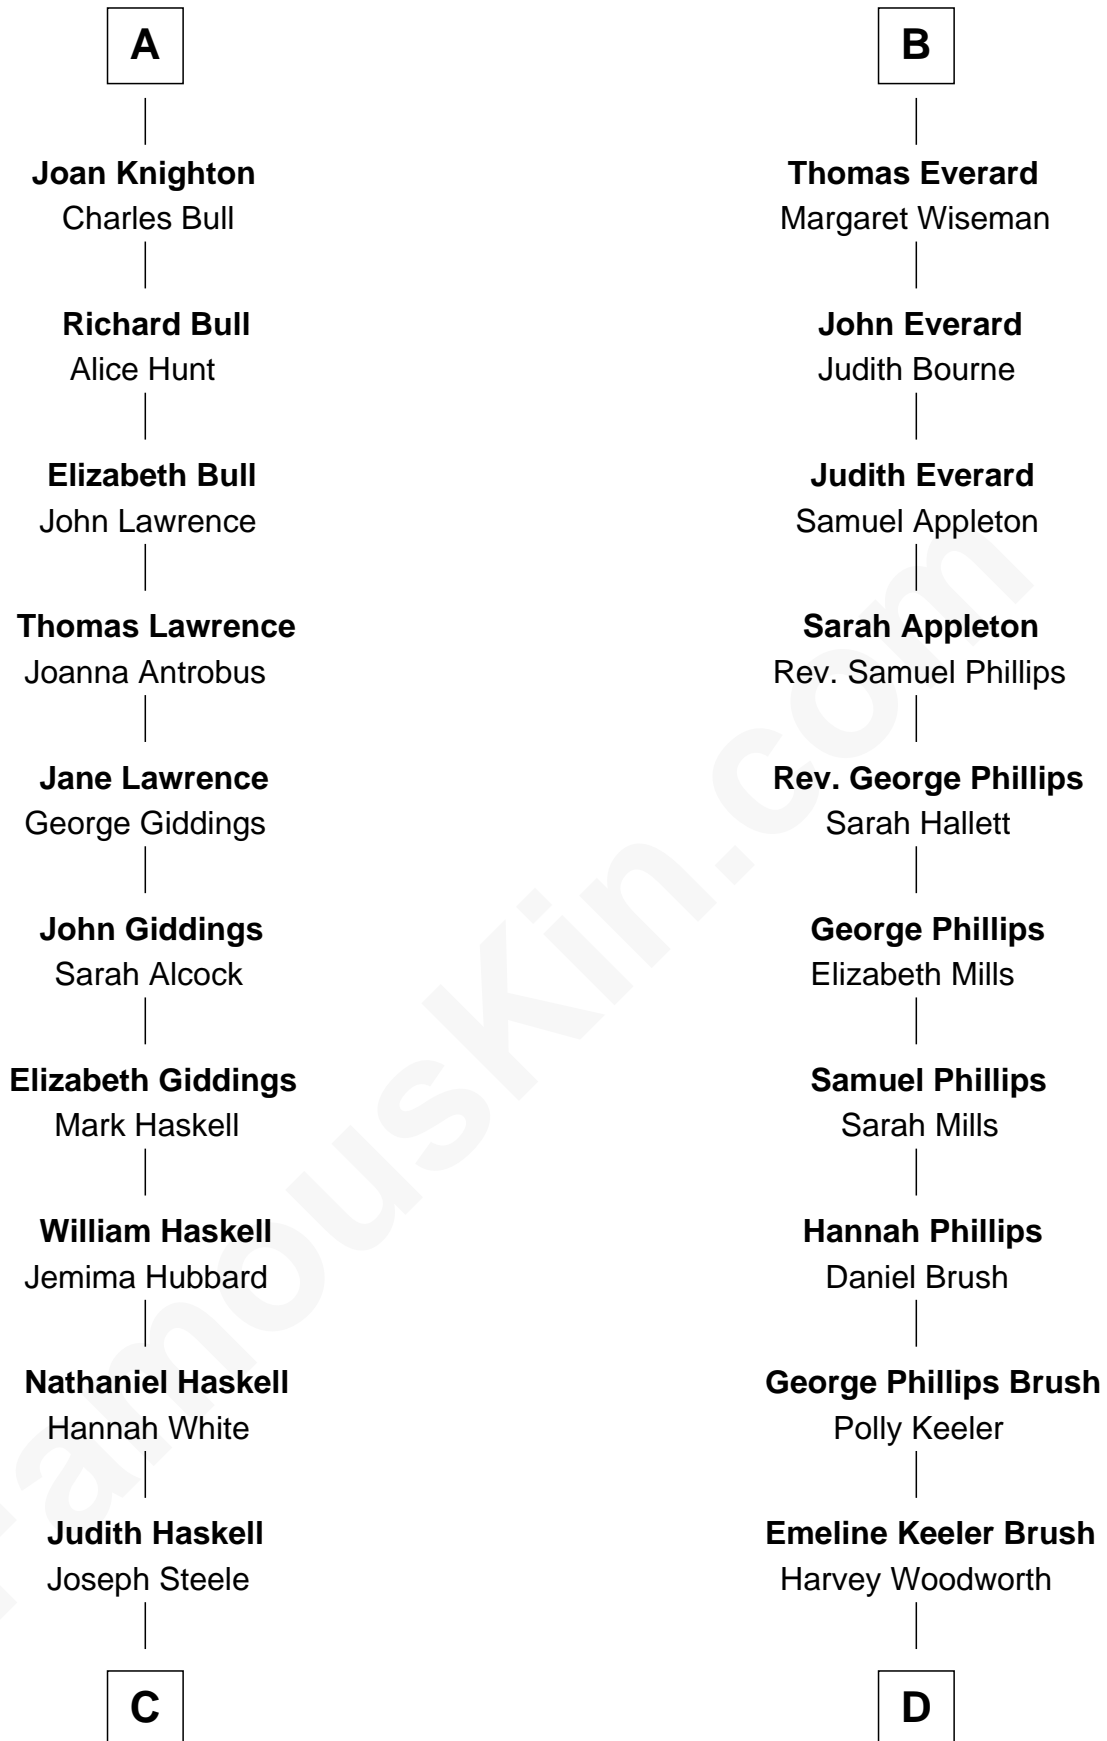 A
Joan Knighton
Charles Bull
Richard Bull
Alice Hunt
Elizabeth Bull
John Lawrence
Thomas Lawrence
Joanna Antrobus
Jane Lawrence
George Giddings
John Giddings
Sarah Alcock
Elizabeth Giddings
Mark Haskell
William Haskell
Jemima Hubbard
Nathaniel Haskell
Hannah White
Judith Haskell
Joseph Steele
C
B
Thomas Everard
Margaret Wiseman
John Everard
Judith Bourne
Judith Everard
Samuel Appleton
Sarah Appleton
Rev. Samuel Phillips
Rev. George Phillips
Sarah Hallett
George Phillips
Elizabeth Mills
Samuel Phillips
Sarah Mills
Hannah Phillips
Daniel Brush
George Phillips Brush
Polly Keeler
Emeline Keeler Brush
Harvey Woodworth
D
FamousKin.com